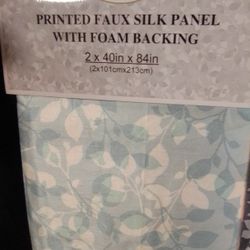 PRINTED FAUX SILK PANEL
WITH FOAM BACKING
2 x 40in x 84in
(2x101cmx213cm)